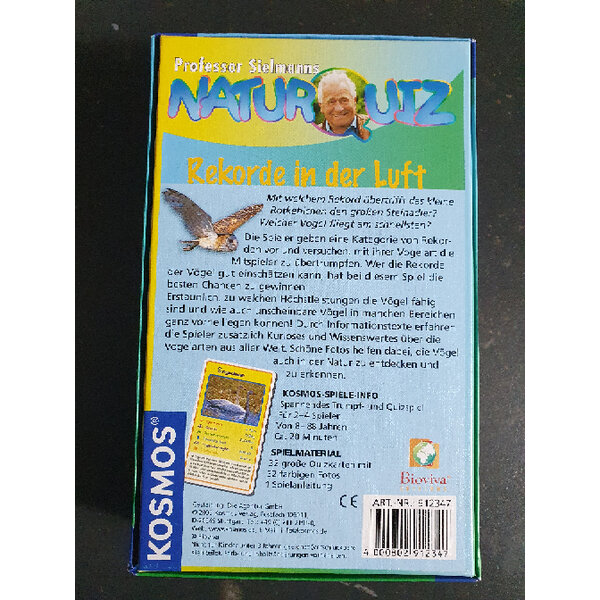 Professor Sielmanns
NATUR QUIZ
Rekorde in der Luft
Mit welchem Rekord übertrifft das kleine
Rotkehlchen den großen Steinadler?
Welcher Vogel fliegt am schnellsten?
Die Spieler geben eine Kategorie von Rekor-
den vor und versuchen, mit ihrer Vogelart die
Mitspieler zu übertrumpfen. Wer die Rekorde
der Vögel gut einschätzen kann, hat bei diesem Spiel die
besten Chancen zu gewinnen.
Erstaunlich, zu welchen Höchstleistungen die Vögel fähig
sind und wie auch unscheinbare Vögel in manchen Bereichen
ganz vorne liegen können! Durch Informationstexte erfahren
die Spieler zusätzlich Kurioses und Wissenswertes über die
Vogelarten aus aller Welt. Schöne Fotos helfen dabei, die Vögel
auch in der Natur zu entdecken und
zu erkennen.
KOSMOS-SPIELE-INFO
Spannendes Trumpf- und Quizspiel
Für 2–4 Spieler
Von 8–88 Jahren
Ca. 20 Minuten
SPIELMATERIAL
32 große Quizkarten mit
32 farbigen Fotos
1 Spielanleitung
Bioviva
KOSMOS®
CE
ART.-NR. 912347
4 000802 912347